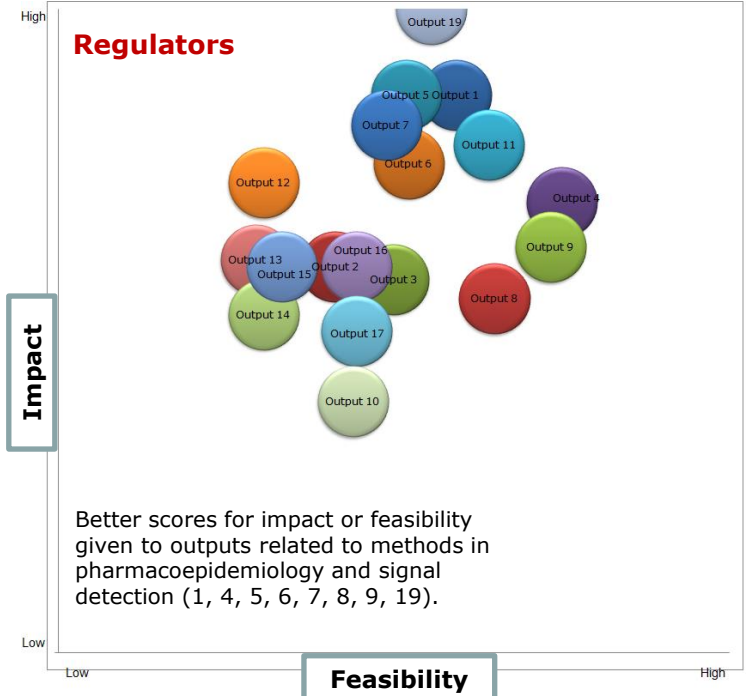 High
Output 19
Regulators
Output 5
Output 1
Output 7
Output 11
Output 6
Output 12
Output 4
Output 9
Output 16
Output 13
Output 2
Output 15
Output 3
Output 8
Output 14
Output 17
Impact
Output 10
Better scores for impact or feasibility
given to outputs related to methods in
pharmacoepidemiology and signal
detection (1, 4, 5, 6, 7, 8, 9, 19).
Low
Low
Feasibility
High